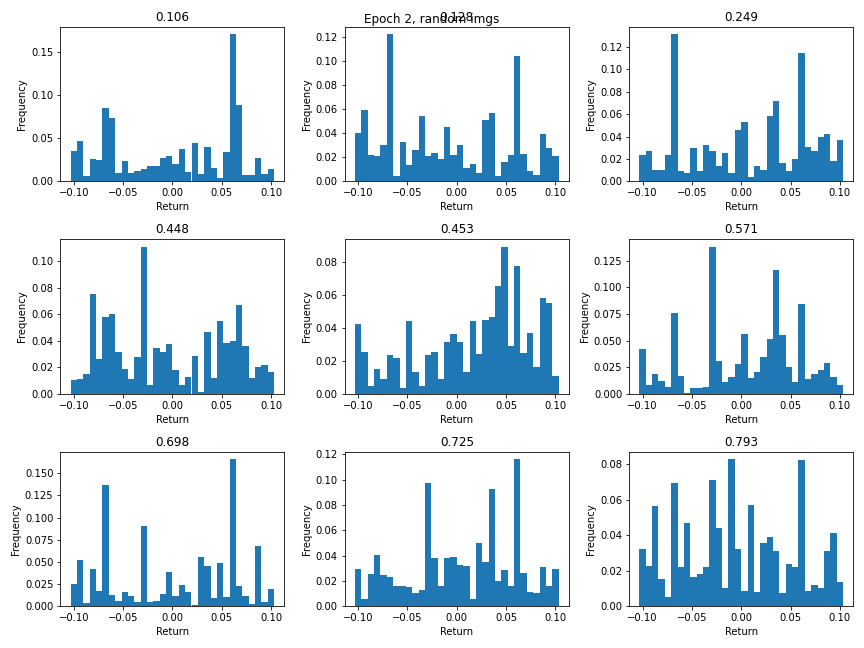 Epoch 2, random imgs
0.106 0.128 0.249
0.15 0.12 0.12
0.10 0.10 0.10
0.05 0.08 0.08
0.00 0.06 0.06
0.04 0.04
0.02 0.02
0.00 0.00
Frequency Frequency Frequency
−0.10 −0.05 0.00 0.05 0.10 −0.10 −0.05 0.00 0.05 0.10 −0.10 −0.05 0.00 0.05 0.10
Return Return Return
0.448 0.453 0.571
0.10 0.08 0.125
0.08 0.06 0.100
0.06 0.04 0.075
0.04 0.02 0.050
0.02 0.00 0.025
0.00 0.000
Frequency Frequency Frequency
−0.10 −0.05 0.00 0.05 0.10 −0.10 −0.05 0.00 0.05 0.10 −0.10 −0.05 0.00 0.05 0.10
Return Return Return
0.698 0.725 0.793
0.150 0.12 0.08
0.125 0.10 0.06
0.100 0.08 0.04
0.075 0.06 0.02
0.050 0.04 0.00
0.025 0.02
0.000 0.00
Frequency Frequency Frequency
−0.10 −0.05 0.00 0.05 0.10 −0.10 −0.05 0.00 0.05 0.10 −0.10 −0.05 0.00 0.05 0.10
Return Return Return